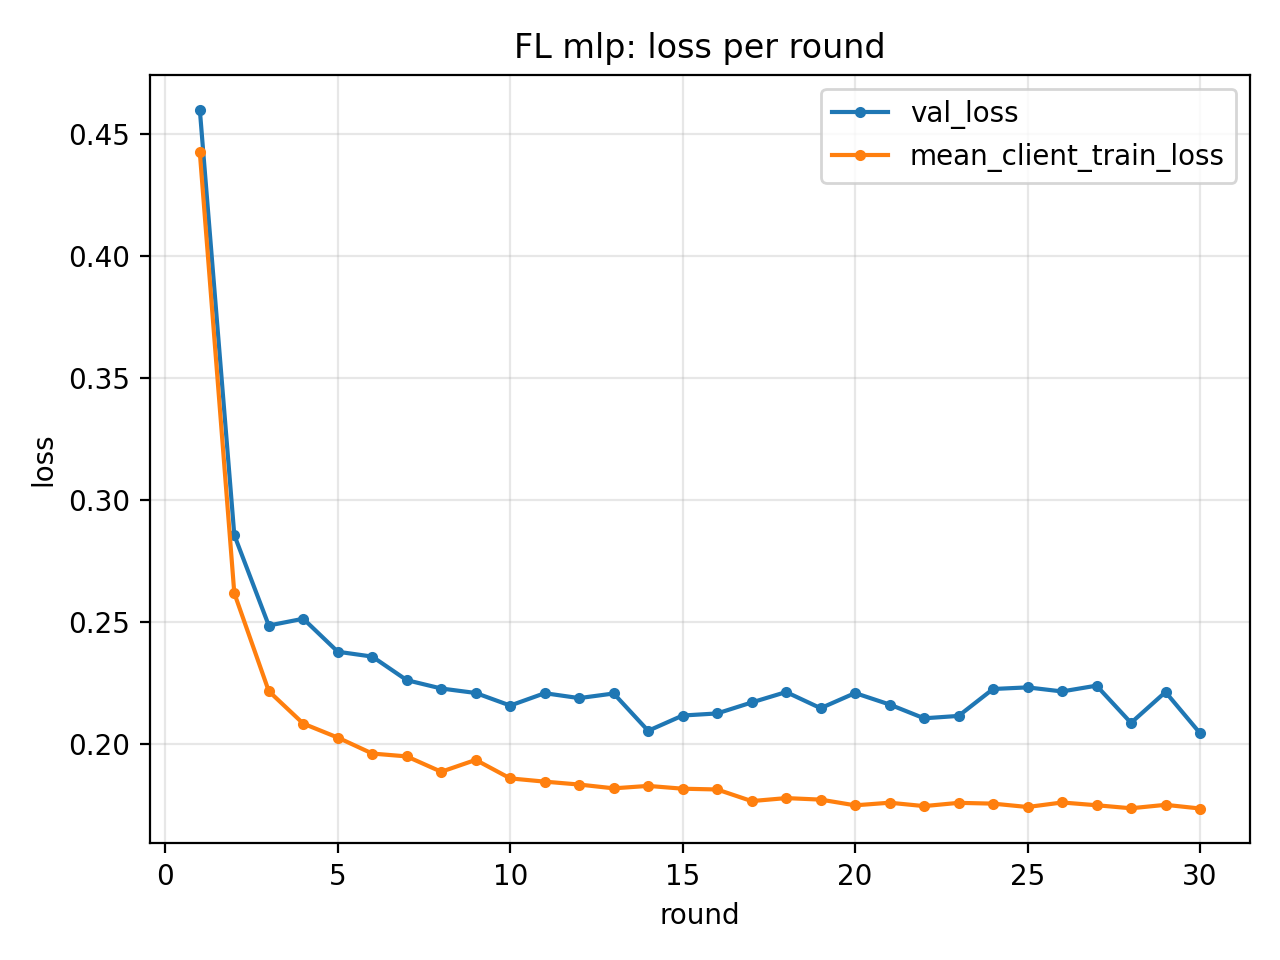 FL mlp: loss per round
val_loss
mean_client_train_loss
0.45
0.40
0.35
0.30
0.25
0.20
loss
0 5 10 15 20 25 30
round